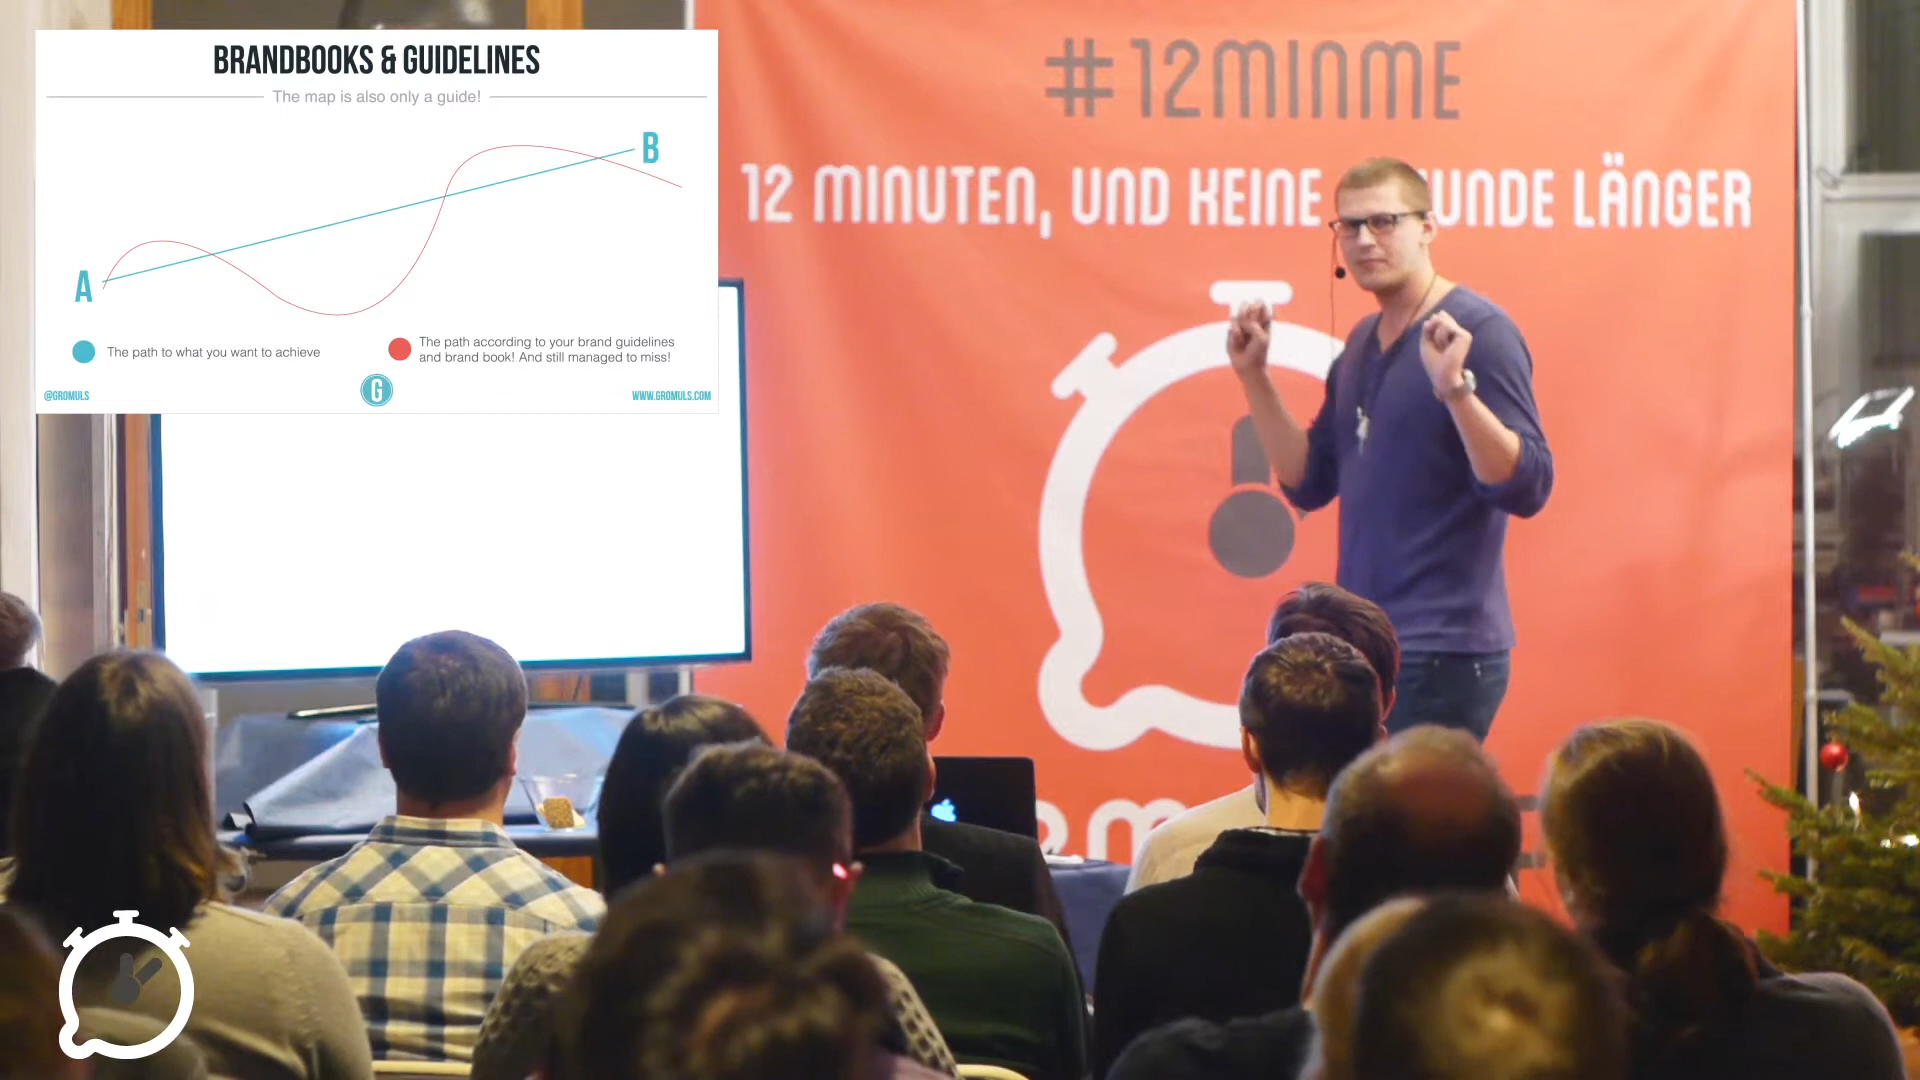 BRANDBOOKS & GUIDELINES
The map is also only a guide!
B
A
The path to what you want to achieve
The path according to your brand guidelines
and brand book! And still managed to miss!
@GROMULS
G
WWW.GROMULS.COM
#12MINME
12 MINUTEN, UND KEINE UNDE LÄNGER
2m